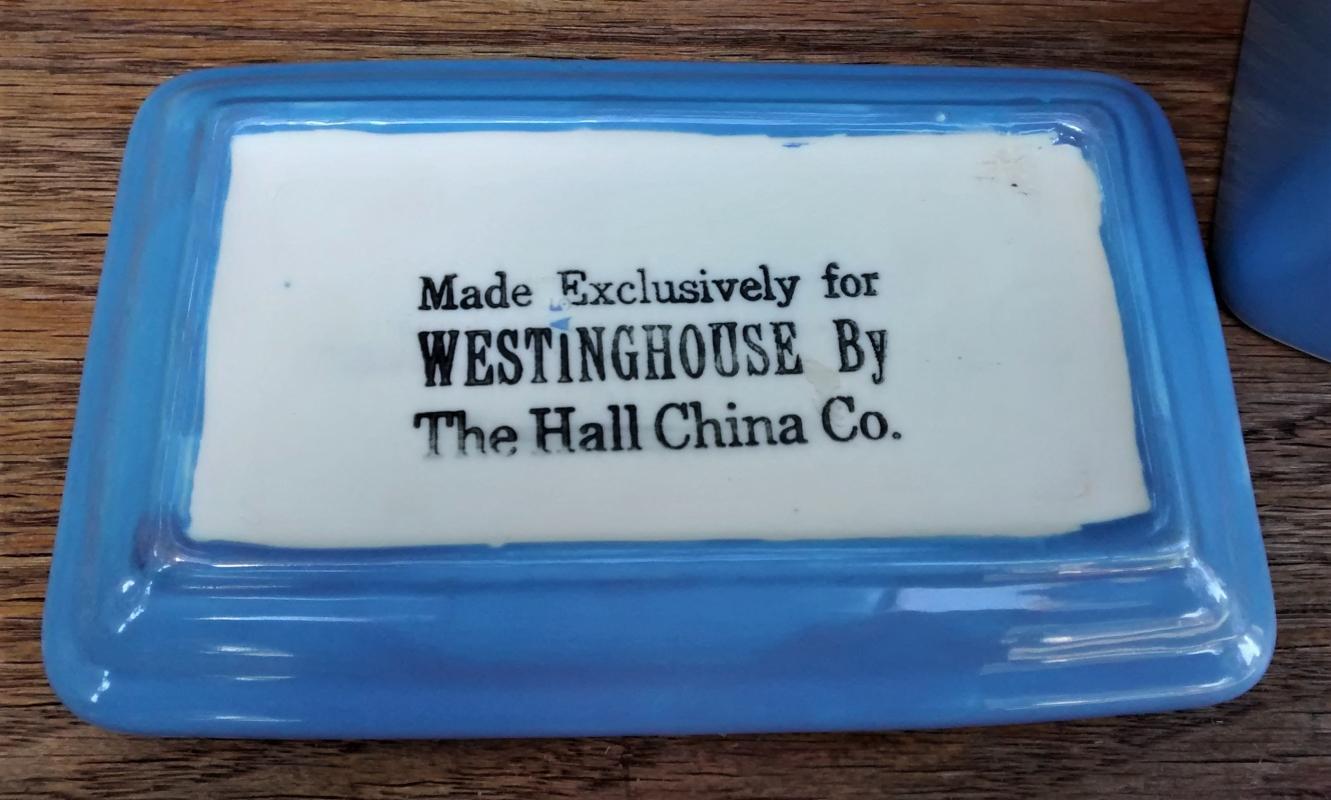 Made Exclusively for
WESTINGHOUSE By
The Hall China Co.